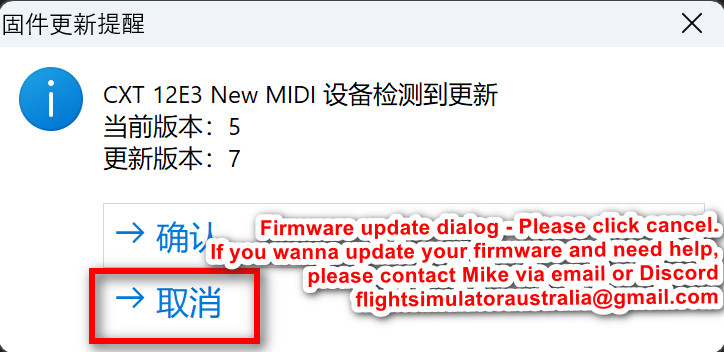 固件更新提醒
CXT 12E3 New MIDI 设备检测到更新
当前版本：5
更新版本：7
确认
Firmware update dialog - Please click cancel.
If you wanna update your firmware and need help,
please contact Mike via email or Discord
flightsimulatoraustralia@gmail.com
取消